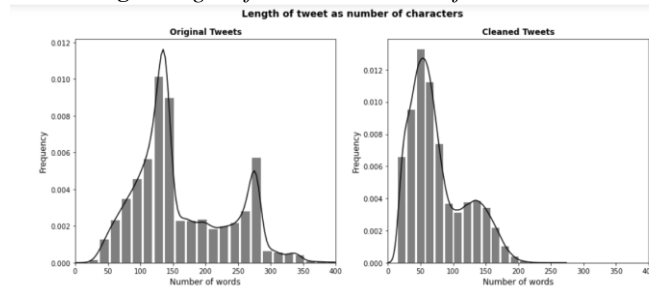 Length of tweet as number of characters
Original Tweets
Cleaned Tweets
0.012
0.010
0.008
0.006
0.004
0.002
0.000
Frequency
0 50 100 150 200 250 300 350 400
Number of words
0.012
0.010
0.008
0.006
0.004
0.002
0.000
Frequency
0 50 100 150 200 250 300 350 400
Number of words